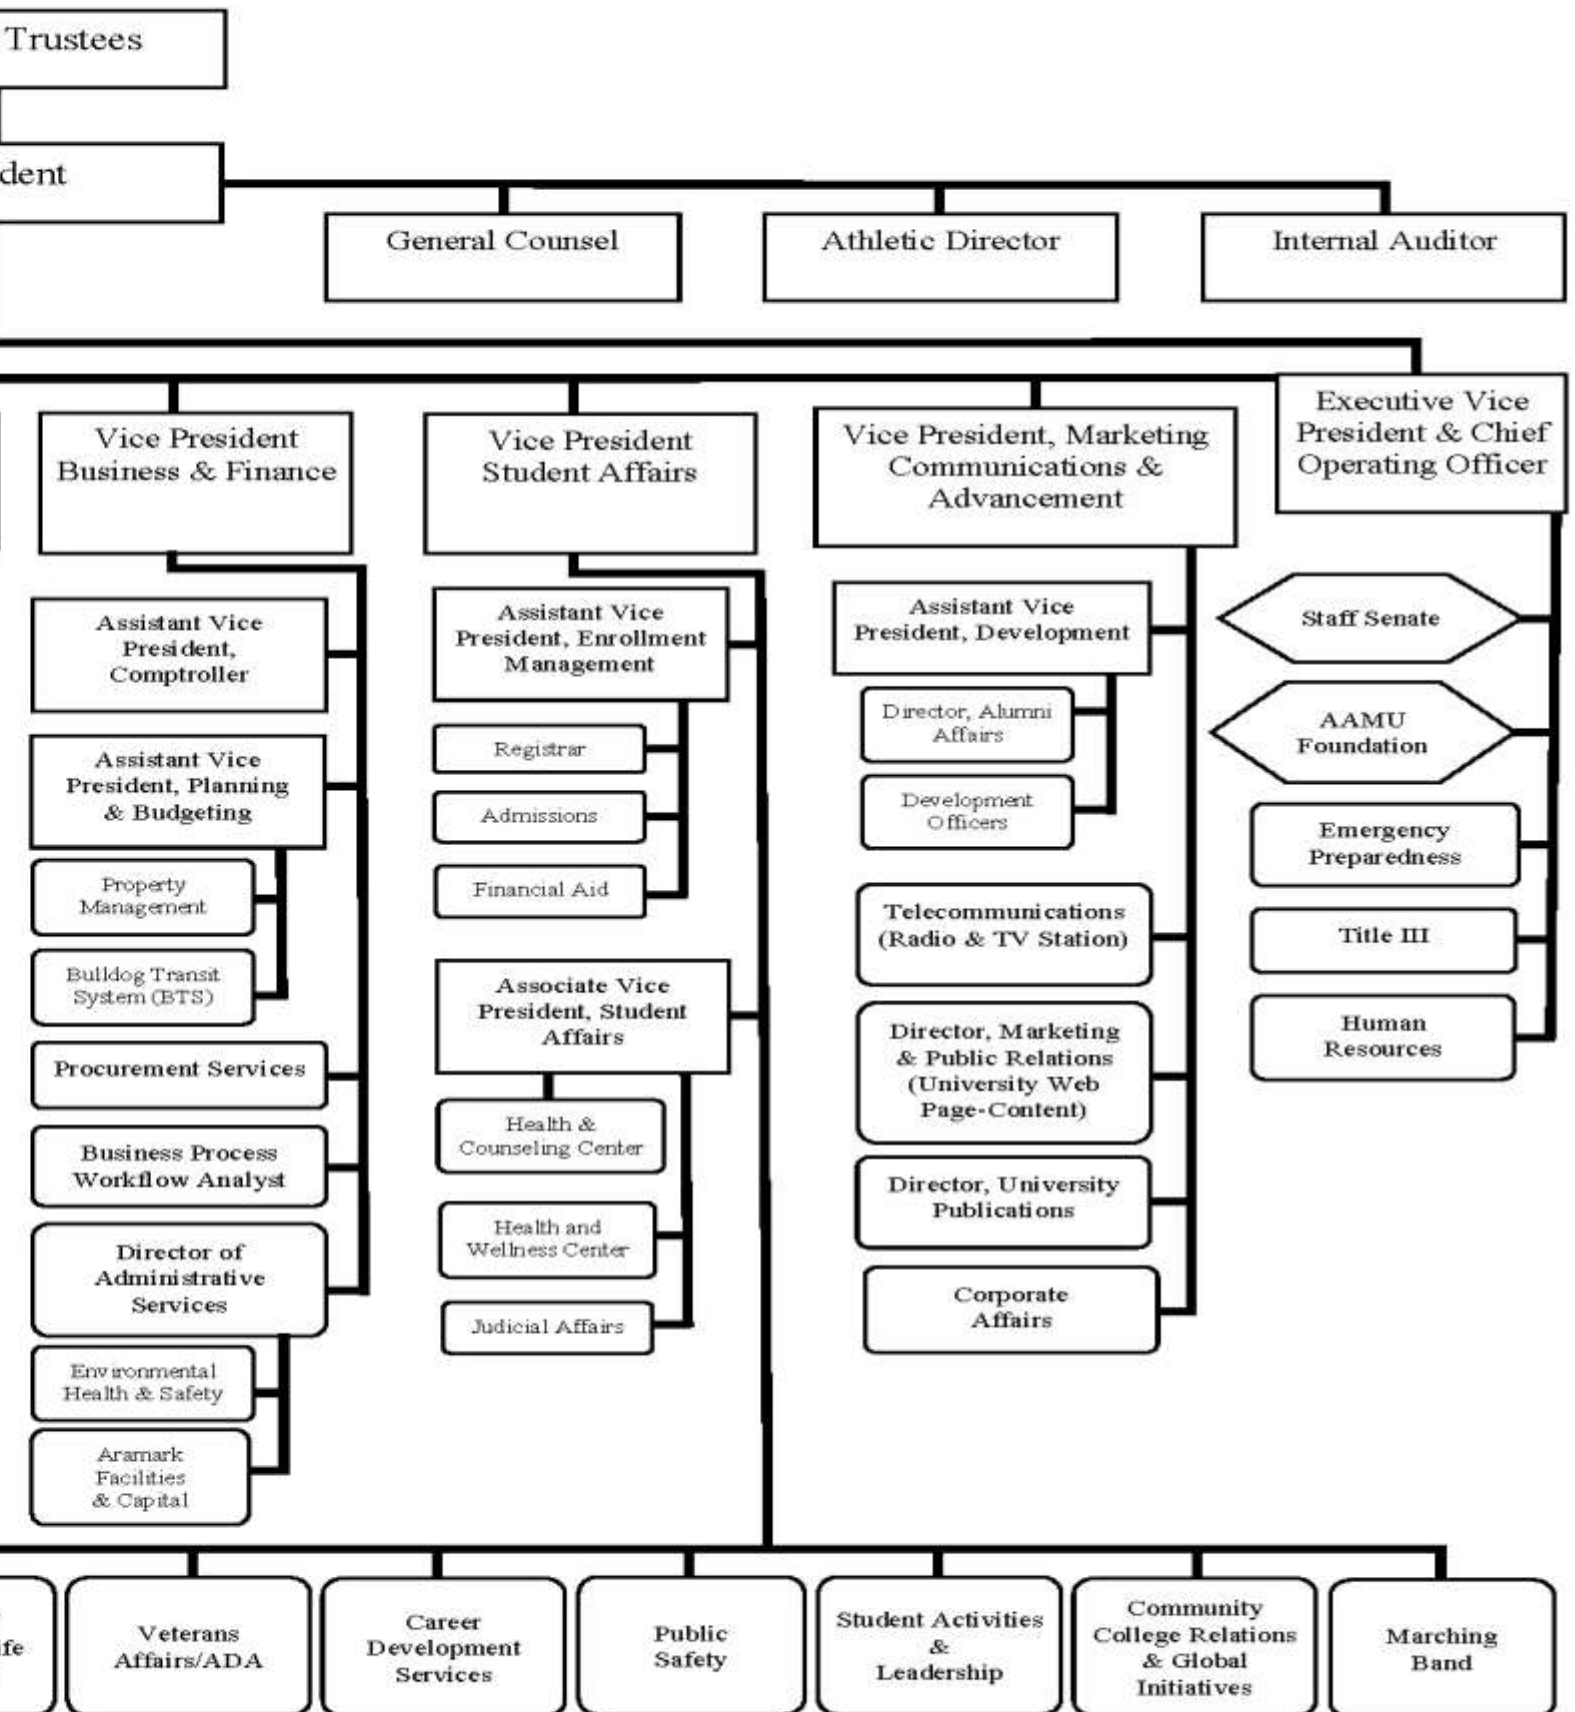 Trustees
dent
General Counsel
Athletic Director
Internal Auditor
Executive Vice
President & Chief
Operating Officer
Vice President
Business & Finance
Vice President
Student Affairs
Vice President, Marketing
Communications &
Advancement
Assistant Vice
President,
Comptroller
Assistant Vice
President, Planning
& Budgeting
Property
Management
Bulldog Transit
System (BTS)
Procurement Services
Business Process
Workflow Analyst
Director of
Administrative
Services
Environmental
Health & Safety
Aramark
Facilities
& Capital
Assistant Vice
President, Enrollment
Management
Registrar
Admissions
Financial Aid
Associate Vice
President, Student
Affairs
Health &
Counseling Center
Health and
Wellness Center
Judicial Affairs
Assistant Vice
President, Development
Director, Alumni
Affairs
Development
Officers
Telecommunications
(Radio & TV Station)
Director, Marketing
& Public Relations
(University Web
Page-Content)
Director, University
Publications
Corporate
Affairs
Staff Senate
AAMU
Foundation
Emergency
Preparedness
Title III
Human
Resources
ife
Veterans
Affairs/ADA
Career
Development
Services
Public
Safety
Student Activities
&
Leadership
Community
College Relations
& Global
Initiatives
Marching
Band